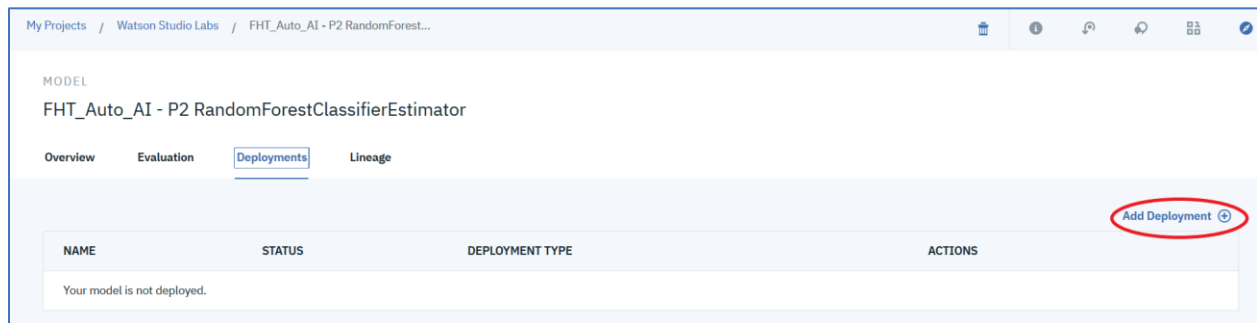 My Projects / Watson Studio Labs / FHT_Auto_AI - P2 RandomForest...
MODEL
FHT_Auto_AI - P2 RandomForestClassifierEstimator
Overview Evaluation Deployments Lineage
Add Deployment
NAME STATUS DEPLOYMENT TYPE ACTIONS
Your model is not deployed.